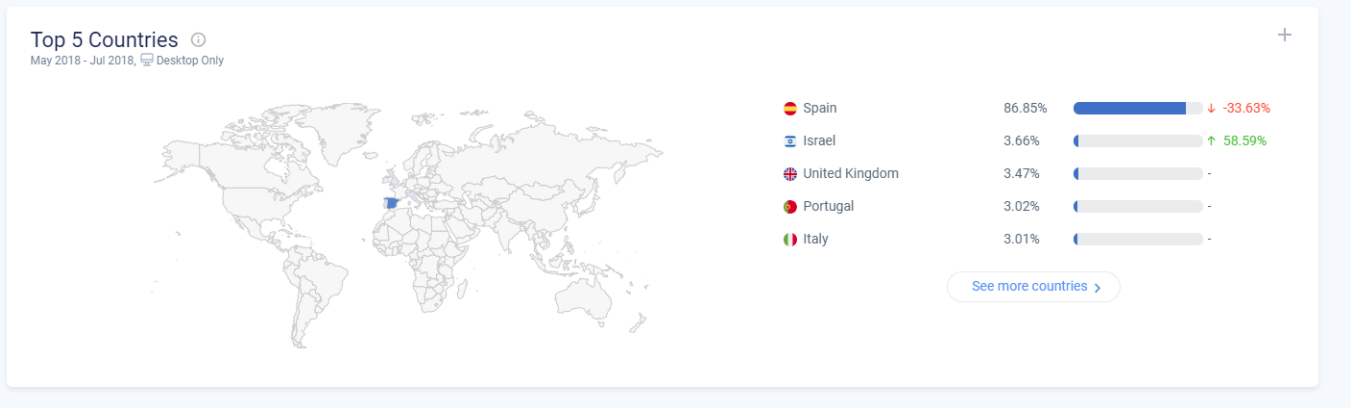 Top 5 Countries
May 2018 - Jul 2018, Desktop Only
Spain 86.85% ↓ -33.63%
Israel 3.66% ↑ 58.59%
United Kingdom 3.47% -
Portugal 3.02% -
Italy 3.01% -
See more countries >